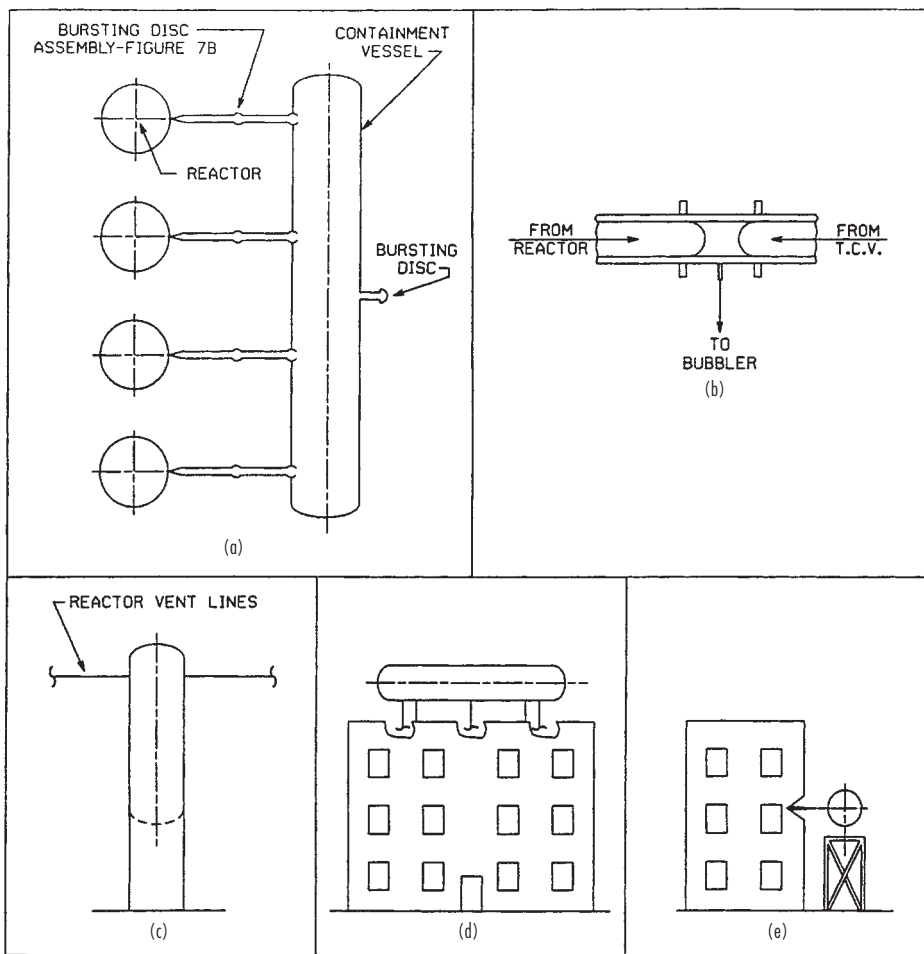 BURSTING DISC
ASSEMBLY-FIGURE 7B
CONTAINMENT
VESSEL
REACTOR
BURSTING
DISC
(a)
FROM
REACTOR
FROM
T.C.V.
TO
BUBBLER
(b)
REACTOR VENT LINES
(c)
(d)
(e)